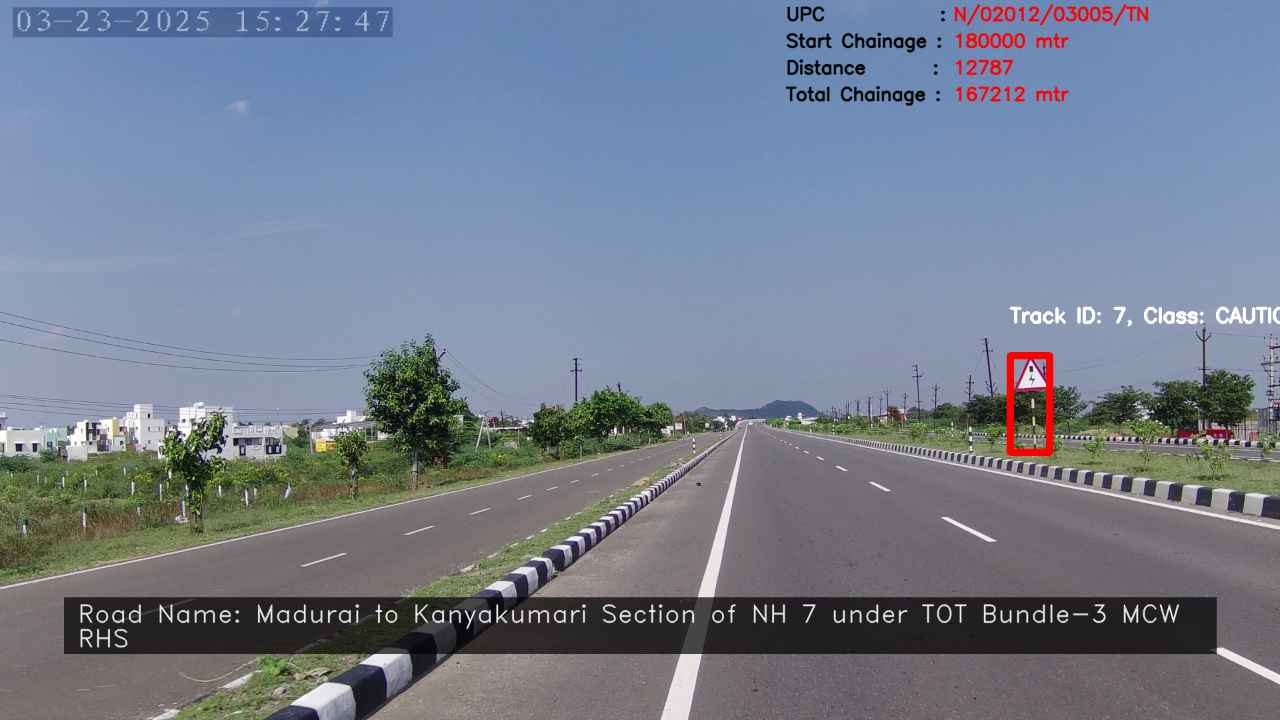 03-23-2025 15:27:47
UPC : N/02012/03005/TN
Start Chainage : 180000 mtr
Distance : 12787
Total Chainage : 167212 mtr
Track ID: 7, Class: CAUTIO
Road Name: Madurai to Kanyakumari Section of NH 7 under TOT Bundle-3 MCW
RHS